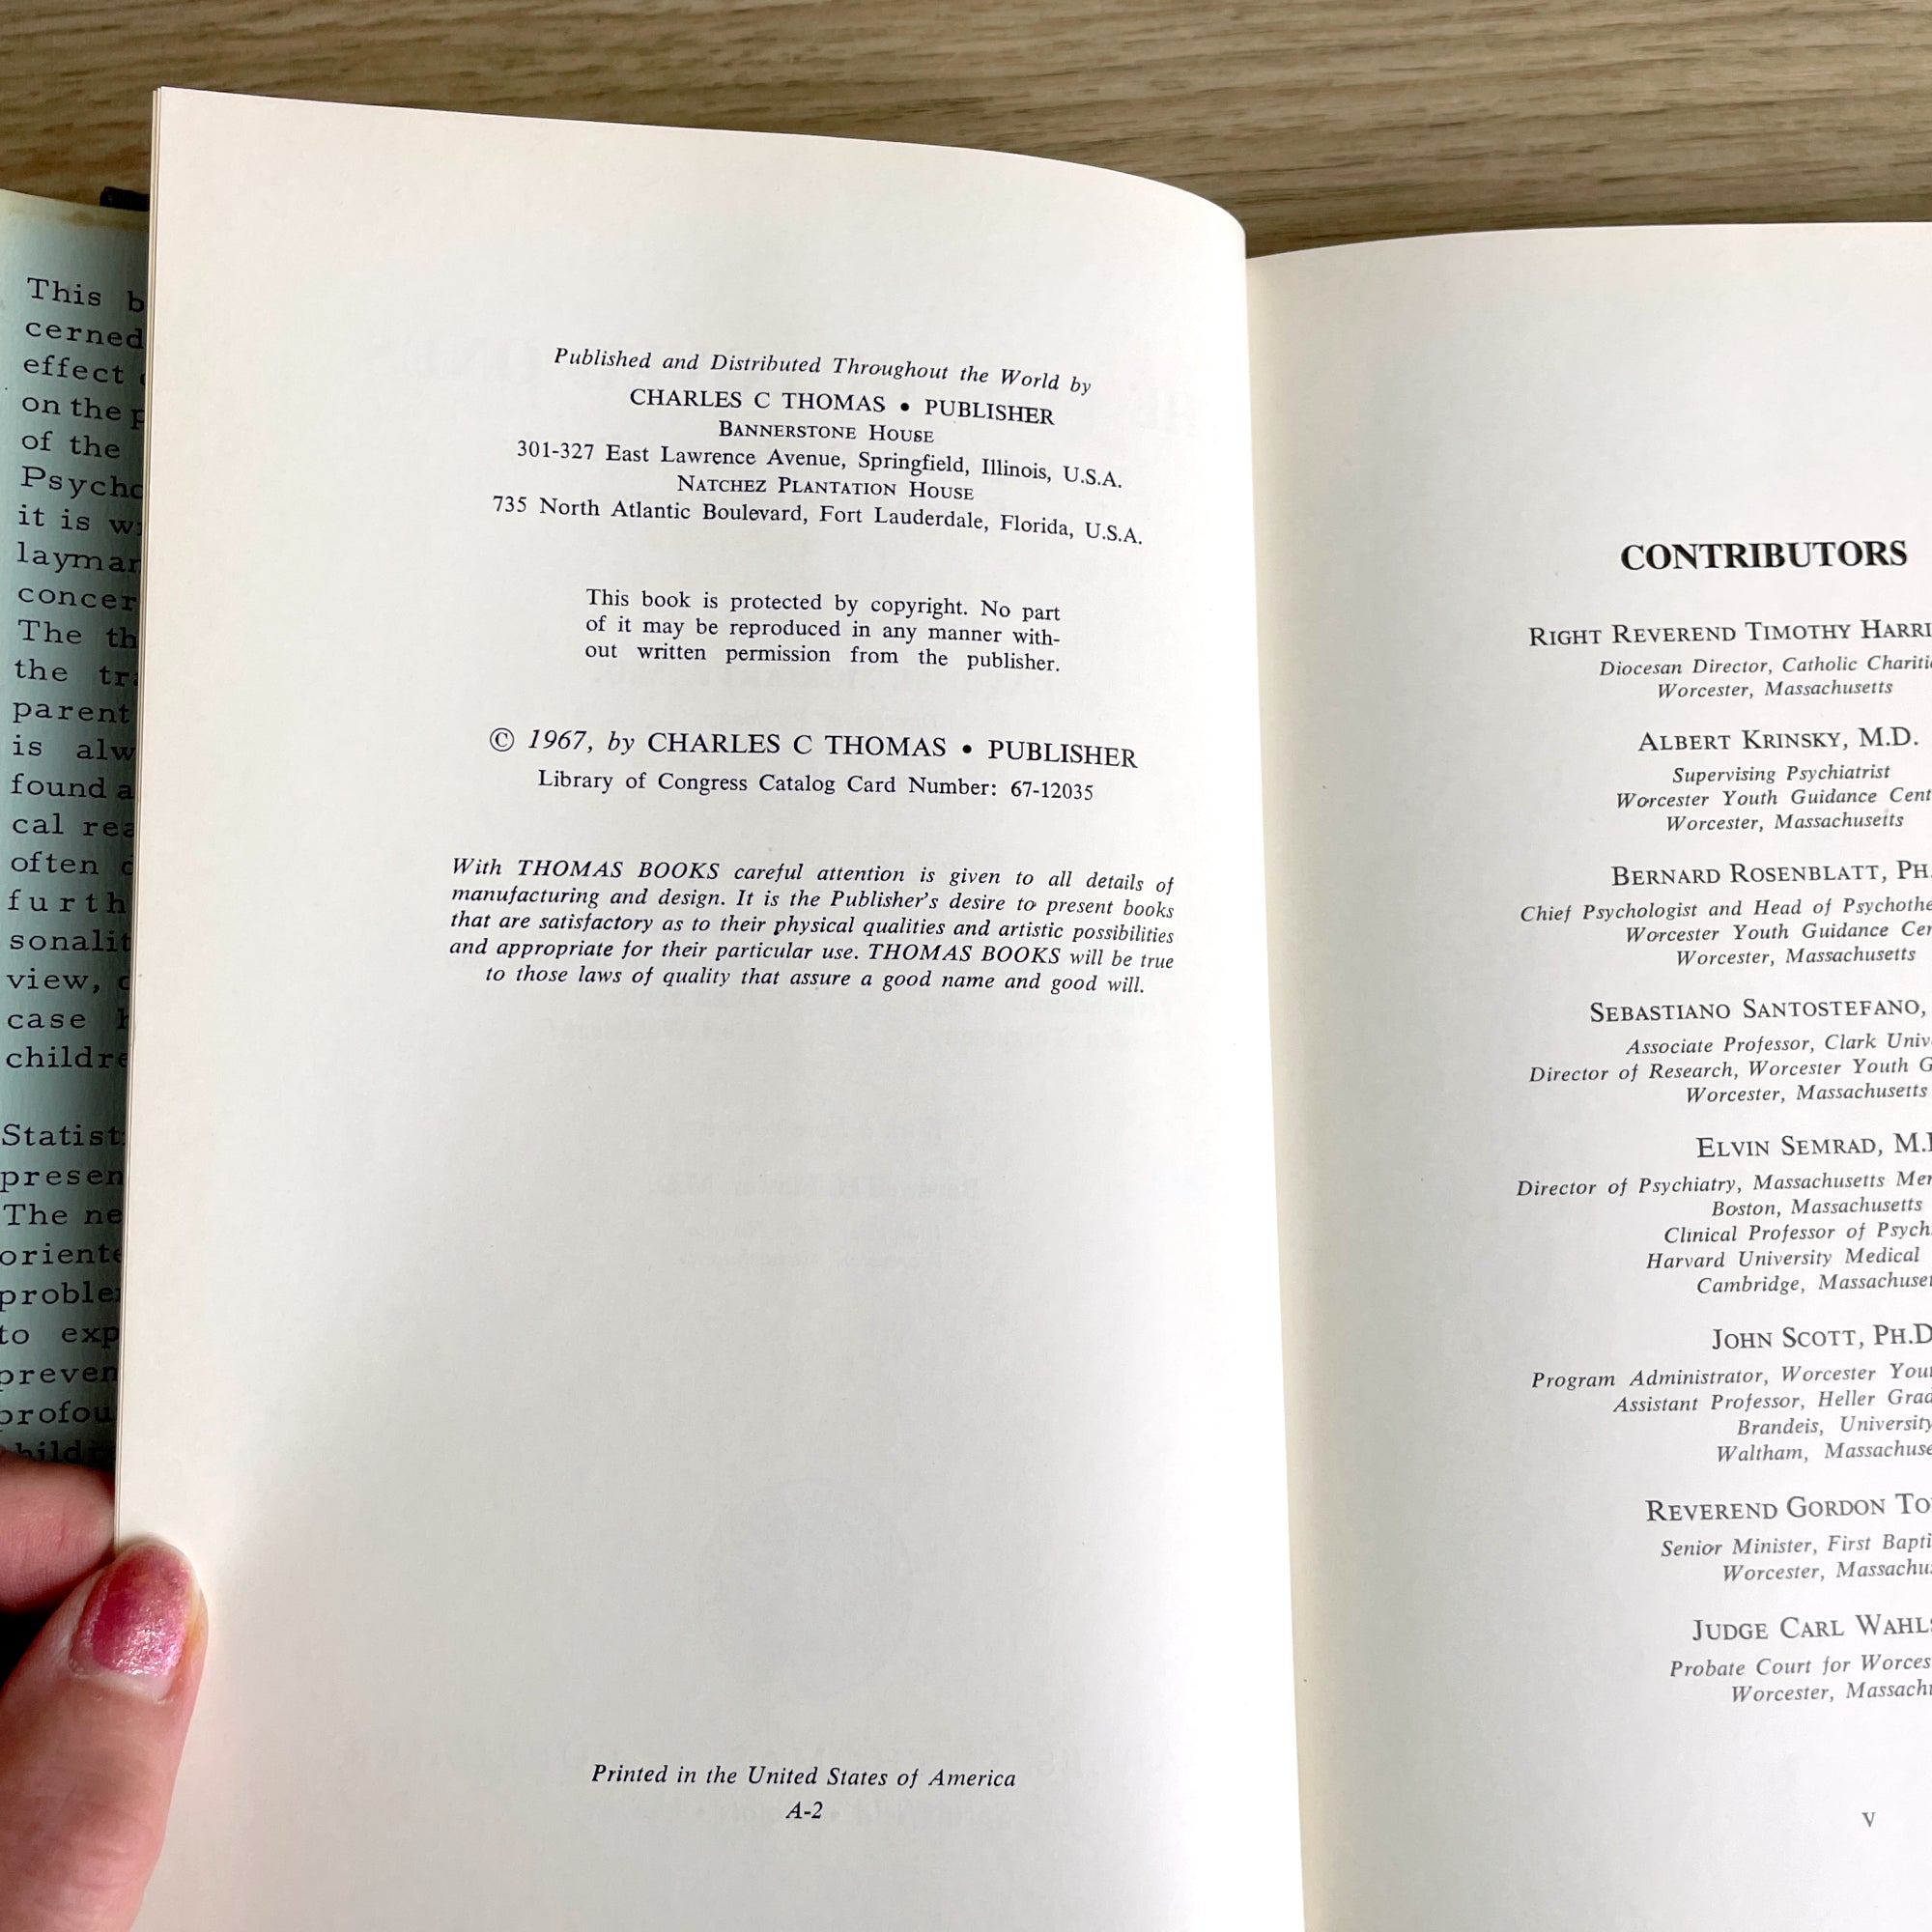 This b
cerned
effect
on the p
of the
Psycho
it is w
layman
concer
The th
the tra
parent
is alw
found a
cal rea
often
furth
sonalit
view,
case h
childre
Statist
presen
The ne
oriente
proble
to exp
preven
profou
hildr
Published and Distributed Throughout the World by
CHARLES C THOMAS • PUBLISHER
BANNERSTONE HOUSE
301-327 East Lawrence Avenue, Springfield, Illinois, U.S.A.
NATCHEZ PLANTATION HOUSE
735 North Atlantic Boulevard, Fort Lauderdale, Florida, U.S.A.
This book is protected by copyright. No part
of it may be reproduced in any manner with-
out written permission from the publisher.
© 1967, by CHARLES C THOMAS • PUBLISHER
Library of Congress Catalog Card Number: 67-12035
With THOMAS BOOKS careful attention is given to all details of
manufacturing and design. It is the Publisher's desire to present books
that are satisfactory as to their physical qualities and artistic possibilities
and appropriate for their particular use. THOMAS BOOKS will be true
to those laws of quality that assure a good name and good will.
Printed in the United States of America
A-2
CONTRIBUTORS
RIGHT REVEREND TIMOTHY HARRI
Diocesan Director, Catholic Chariti
Worcester, Massachusetts
ALBERT KRINSKY, M.D.
Supervising Psychiatrist
Worcester Youth Guidance Cent
Worcester, Massachusetts
BERNARD ROSENBLATT, PH.
Chief Psychologist and Head of Psychothe
Worcester Youth Guidance Cen
Worcester, Massachusetts
SEBASTIANO SANTOSTEFANO,
Associate Professor, Clark Univ
Director of Research, Worcester Youth G
Worcester, Massachusetts
ELVIN SEMRAD, M.D
Director of Psychiatry, Massachusetts Men
Boston, Massachusetts
Clinical Professor of Psych
Harvard University Medical
Cambridge, Massachuset
JOHN SCOTT, PH.D
Program Administrator, Worcester You
Assistant Professor, Heller Grad
Brandeis, University
Waltham, Massachuse
REVEREND GORDON TO
Senior Minister, First Bapti
Worcester, Massachu
JUDGE CARL WAHLS
Probate Court for Worces
Worcester, Massachu
v